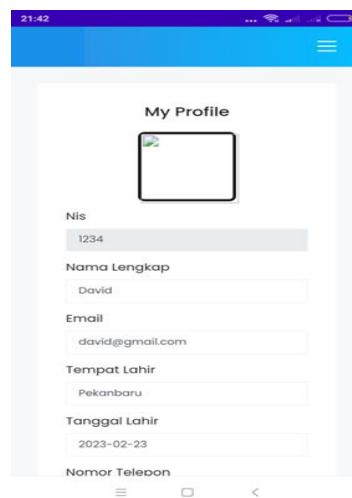 21:42
My Profile
Nis
1234
Nama Lengkap
David
Email
david@gmail.com
Tempat Lahir
Pekanbaru
Tanggal Lahir
2023-02-23
Nomor Telepon